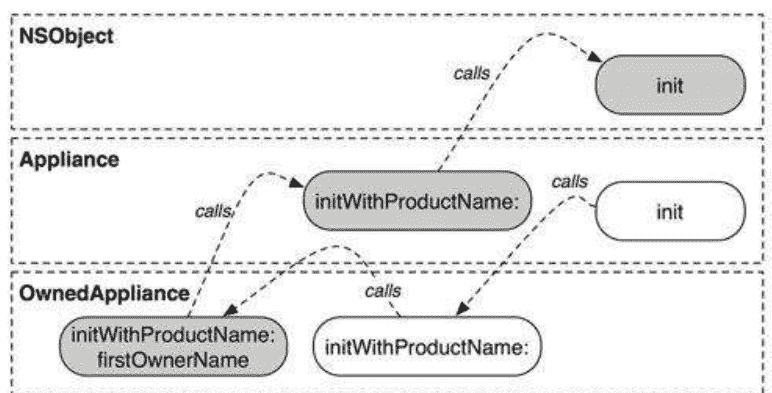 NSObject
calls
init
Appliance
initWithProductName:
calls
calls
init
OwnedAppliance
calls
initWithProductName:
firstOwnerName
initWithProductName: